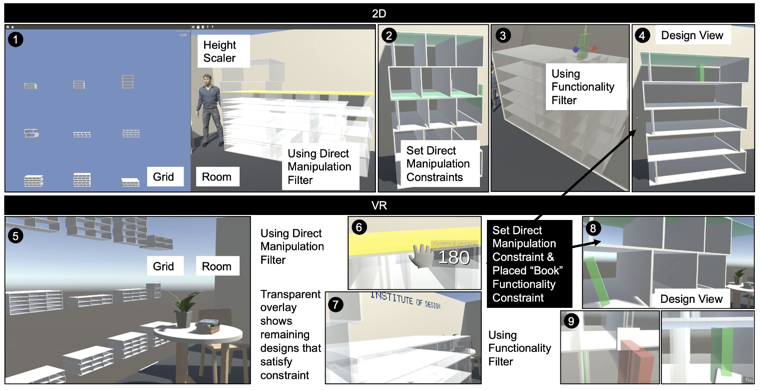 2D
1
Height
Scaler
Using Direct
Manipulation
Filter
Grid
Room
2
Set Direct
Manipulation
Constraints
3
Using
Functionality
Filter
4
Design View
VR
5
Grid
Room
Using Direct
Manipulation
Filter
Transparent
overlay
shows
remaining
designs that
satisfy
constraint
6
180
7
INSTITUTE OF DESIGN
Set Direct
Manipulation
Constraint &
Placed “Book”
Functionality
Constraint
8
Design View
Using
Functionality
Filter
9